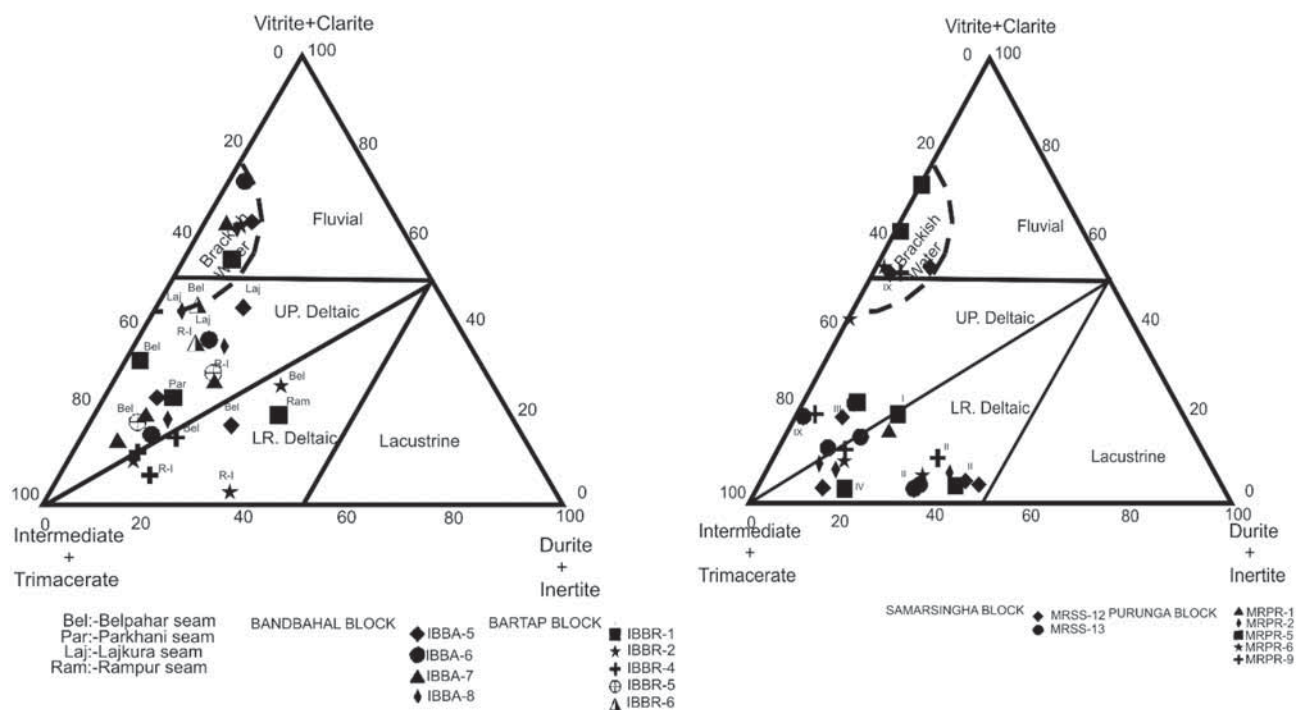 Vitrite+Clarite
0 100
20 80
Fluvial
40 60
Brackish
Water
Laj Bel Laj
UP. Deltaic
60 40
Laj
R-I
Bel
R-I
80 20
Par Bel
Ram
Bel Bel
Bel
LR. Deltaic
Lacustrine
R-I R-I
100 0
0 20 40 60 80 100
Intermediate
+
Trimacerate
Durite
+
Inertite
Bel:-Belpahar seam
Par:-Parkhani seam
Laj:-Lajkura seam
Ram:-Rampur seam
BANDBAHAL BLOCK
IBBA-5
IBBA-6
IBBA-7
IBBA-8
BARTAP BLOCK
IBBR-1
IBBR-2
IBBR-4
IBBR-5
IBBR-6
Vitrite+Clarite
0 100
20 80
Fluvial
40 60
Brackish
Water
IX
60 40
UP. Deltaic
80 20
III I
LR. Deltaic
IX
II
Lacustrine
IV II II
100 0
0 20 40 60 80 100
Intermediate
+
Trimacerate
Durite
+
Inertite
SAMARSINGHA BLOCK
MRSS-12
MRSS-13
PURUNGA BLOCK
MRPR-1
MRPR-2
MRPR-5
MRPR-6
MRPR-9